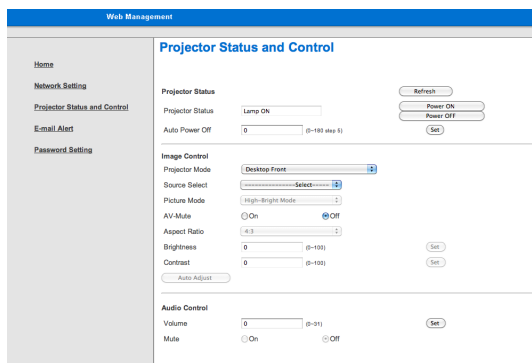 Web Management
Projector Status and Control
Home
Network Setting
Projector Status and Control
E-mail Alert
Password Setting
Projector Status
Refresh
Projector Status
Lamp ON
Power ON
Power OFF
Auto Power Off
0
(0~180 step 5)
Set
Image Control
Projector Mode
Desktop Front
Source Select
------------------Select-----
Picture Mode
High-Bright Mode
AV-Mute
On
Off
Aspect Ratio
4:3
Brightness
0
(0~100)
Set
Contrast
0
(0~100)
Set
Auto Adjust
Audio Control
Volume
0
(0~31)
Set
Mute
On
Off